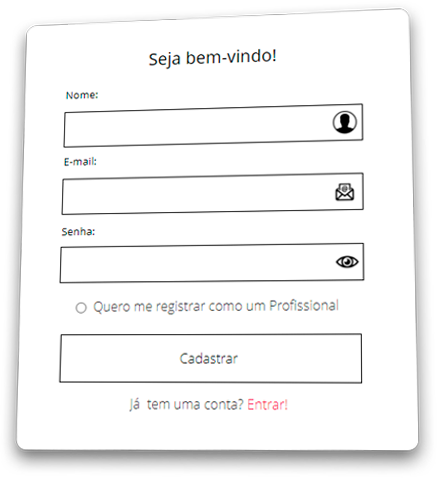 Seja bem-vindo!
Nome:
E-mail:
Senha:
Quero me registrar como um Profissional
Cadastrar
Já tem uma conta? Entrar!